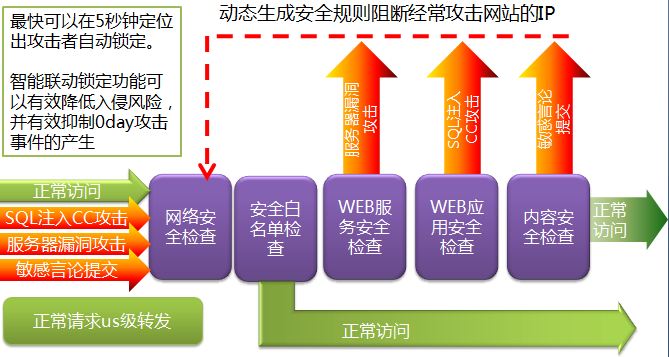 动态生成安全规则阻断经常攻击网站的IP
最快可以在5秒钟定位
出攻击者自动锁定。
智能联动锁定功能可
以有效降低入侵风险，
并有效抑制0day攻击
事件的产生
服务器漏洞
攻击
SQL注入
CC攻击
敏感言论
提交
正常访问
SQL注入CC攻击
服务器漏洞攻击
敏感言论提交
网络安
全检查
安全白
名单检
查
WEB服
务安全
检查
WEB应
用安全
检查
内容安
全检查
正常
访问
正常请求us级转发
正常访问